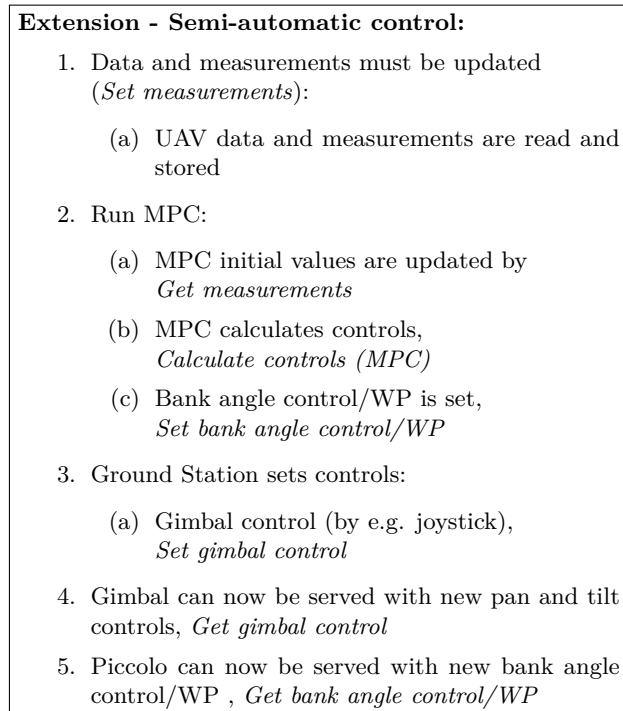 Extension - Semi-automatic control:
1. Data and measurements must be updated
(Set measurements):
(a) UAV data and measurements are read and
stored
2. Run MPC:
(a) MPC initial values are updated by
Get measurements
(b) MPC calculates controls,
Calculate controls (MPC)
(c) Bank angle control/WP is set,
Set bank angle control/WP
3. Ground Station sets controls:
(a) Gimbal control (by e.g. joystick),
Set gimbal control
4. Gimbal can now be served with new pan and tilt
controls, Get gimbal control
5. Piccolo can now be served with new bank angle
control/WP , Get bank angle control/WP